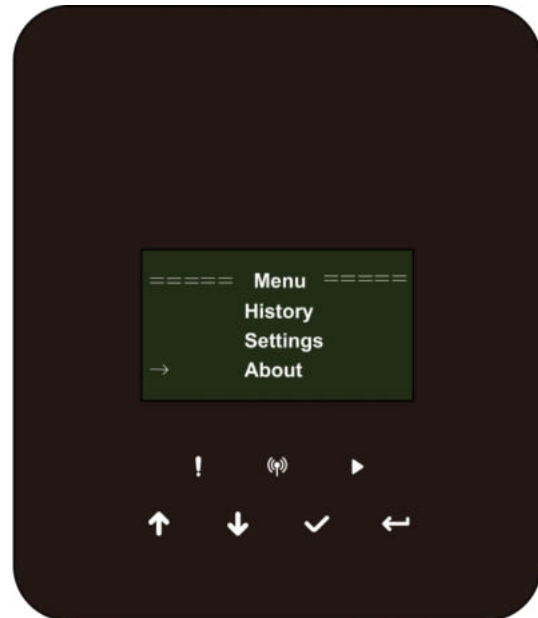 ===== Menu =====
History
Settings
→ About